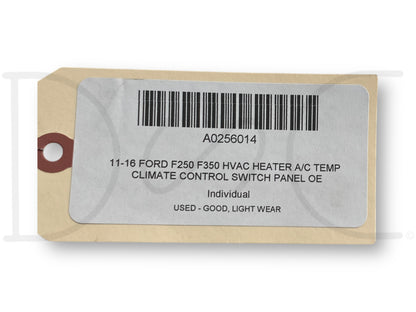 A0256014
11-16 FORD F250 F350 HVAC HEATER A/C TEMP
CLIMATE CONTROL SWITCH PANEL OE
Individual
USED - GOOD, LIGHT WEAR